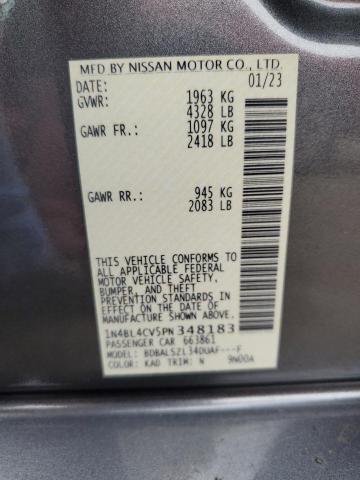 MFD BY NISSAN MOTOR CO., LTD.
DATE: 01/23
GVWR: 1963 KG
4328 LB
GAWR FR.: 1097 KG
2418 LB
GAWR RR.: 945 KG
2083 LB
THIS VEHICLE CONFORMS TO
ALL APPLICABLE FEDERAL
MOTOR VEHICLE SAFETY,
BUMPER, AND THEFT
PREVENTION STANDARDS IN
EFFECT ON THE DATE OF
MANUFACTURE SHOWN ABOVE.
1N4BL4CV5PN348183
PASSENGER CAR 663861
MODEL: BDBALSZL34DUAF---F
COLOR: KAD TRIM: N 9N00A